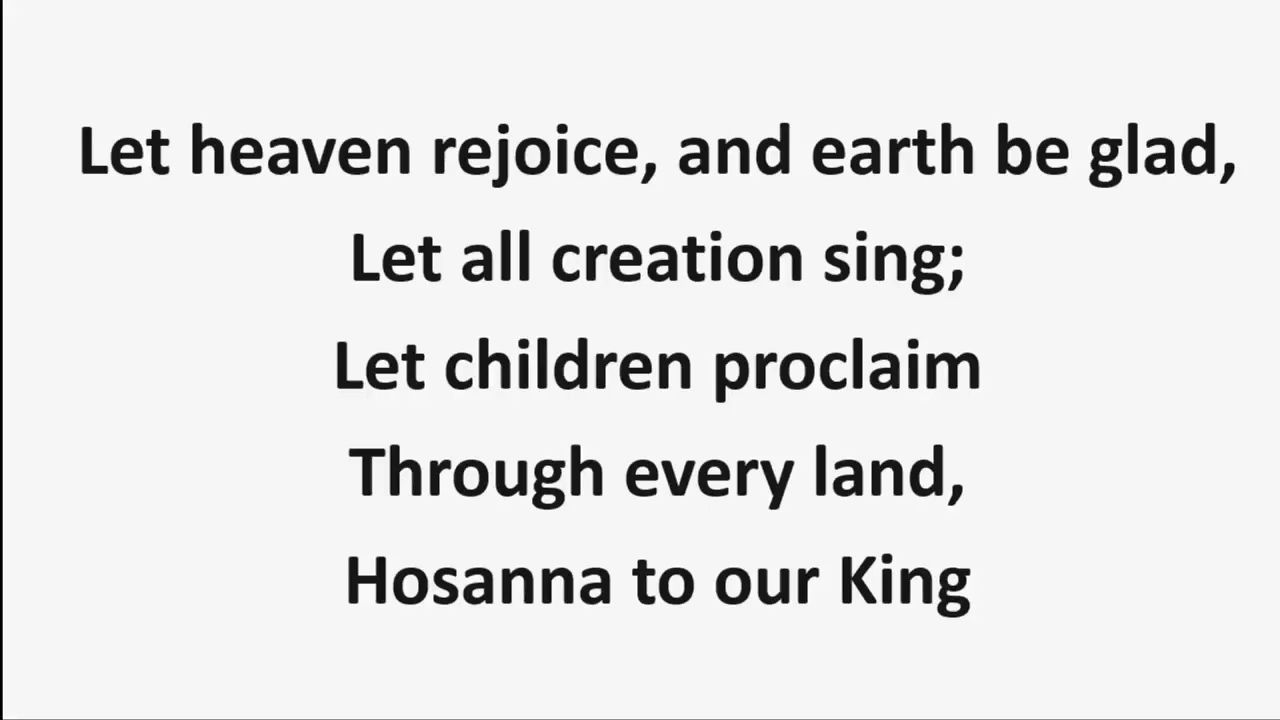 Let heaven rejoice, and earth be glad,
Let all creation sing;
Let children proclaim
Through every land,
Hosanna to our King